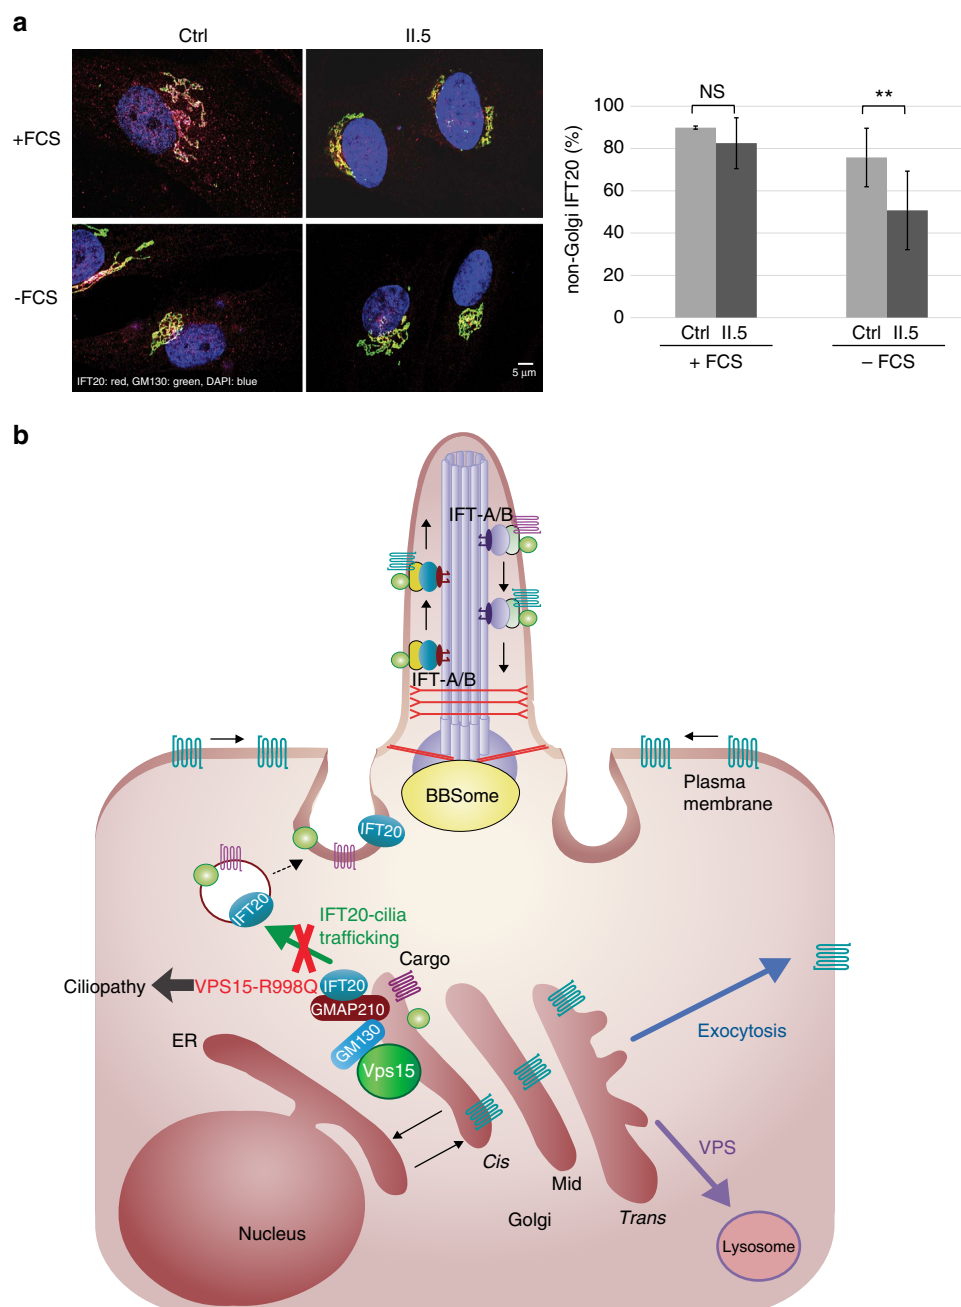 a
Ctrl
II.5
+FCS
-FCS
IFT20: red, GM130: green, DAPI: blue
5 μm
non-Golgi IFT20 (%)
100
80
60
40
20
0
NS
**
Ctrl II.5
Ctrl II.5
+ FCS
– FCS
b
IFT-A/B
IFT-A/B
BBSome
Plasma
membrane
IFT20
IFT20
IFT20-cilia
trafficking
Cargo
Ciliopathy
VPS15-R998Q
IFT20
GMAP210
GM130
Vps15
ER
Exocytosis
VPS
Cis
Mid
Trans
Golgi
Nucleus
Lysosome